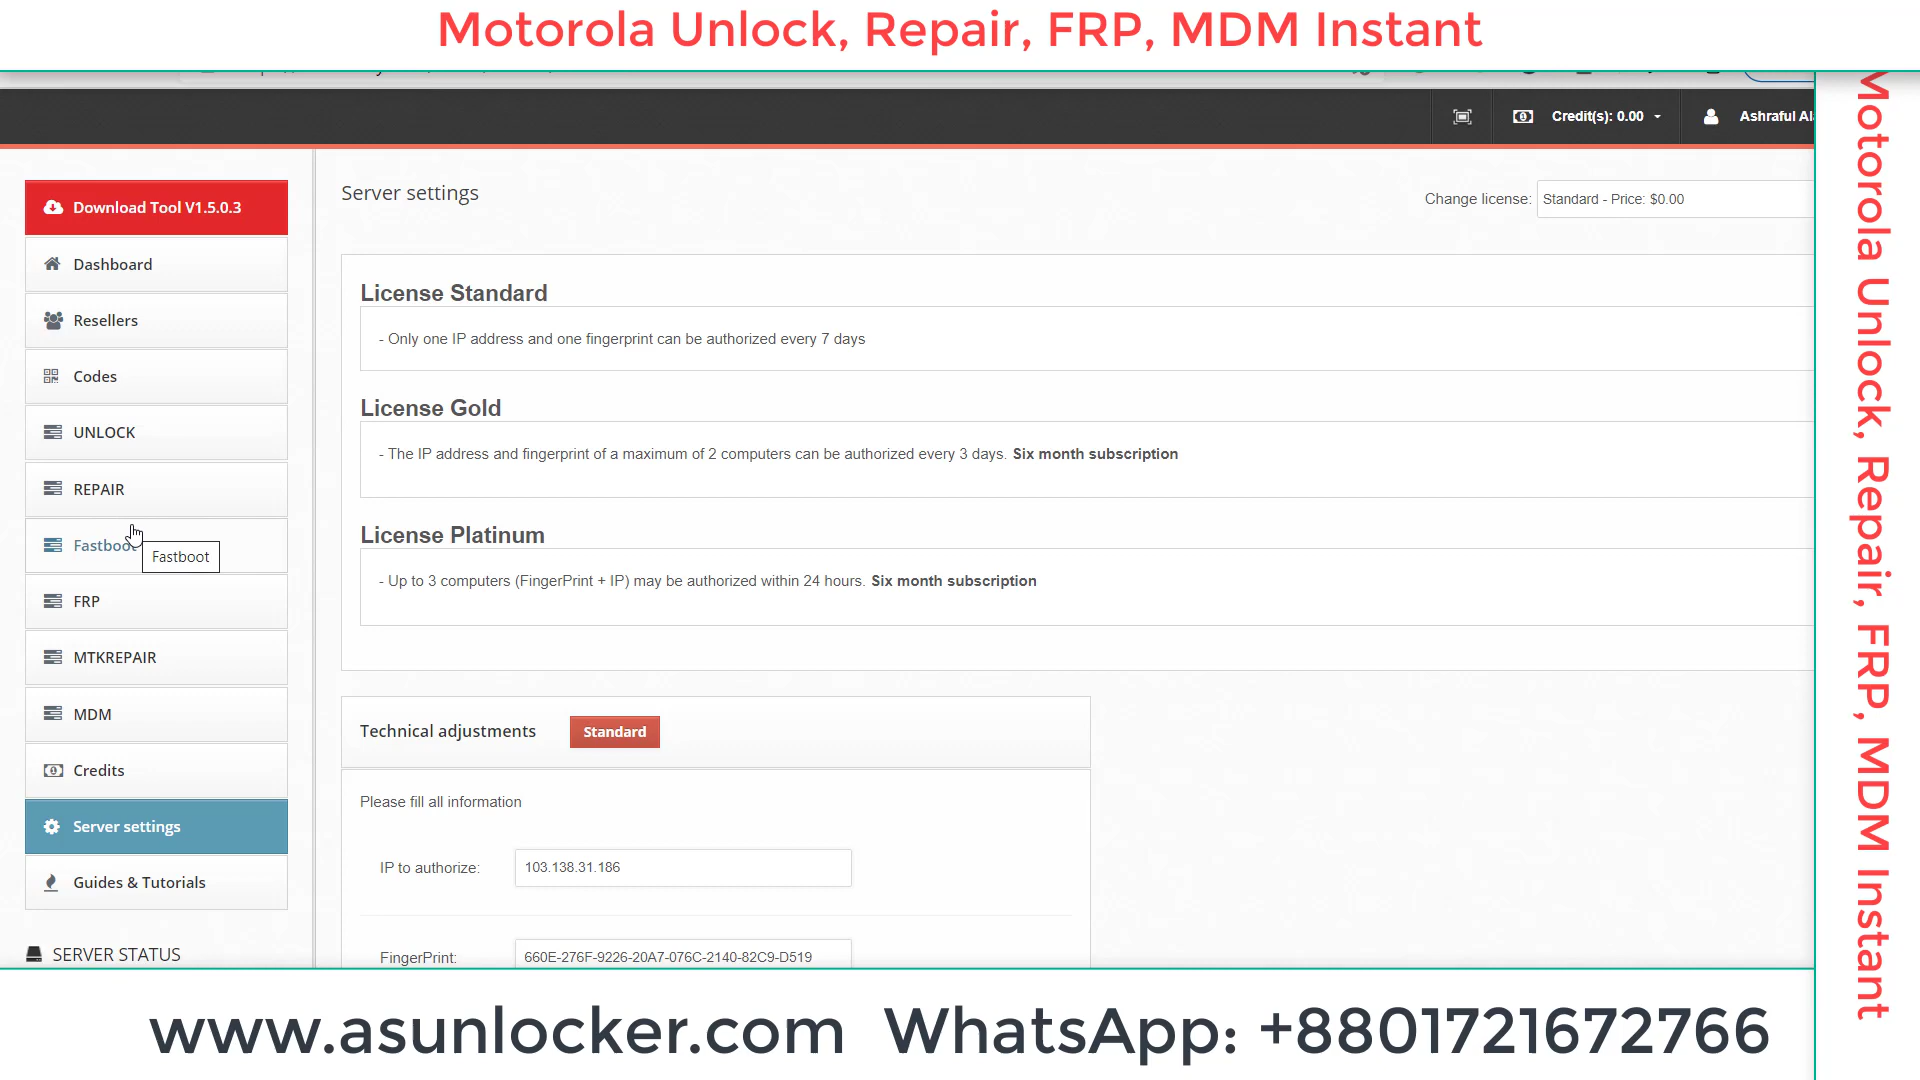 Motorola Unlock, Repair, FRP, MDM Instant
Credit(s): 0.00
Ashraful Al
Download Tool V1.5.0.3
Dashboard
Resellers
Codes
UNLOCK
REPAIR
Fastboot
Fastboot
FRP
MTKREPAIR
MDM
Credits
Server settings
Guides & Tutorials
SERVER STATUS
Server settings
Change license: Standard - Price: $0.00
License Standard
- Only one IP address and one fingerprint can be authorized every 7 days
License Gold
- The IP address and fingerprint of a maximum of 2 computers can be authorized every 3 days. Six month subscription
License Platinum
- Up to 3 computers (FingerPrint + IP) may be authorized within 24 hours. Six month subscription
Technical adjustments Standard
Please fill all information
IP to authorize: 103.138.31.186
FingerPrint: 660E-276F-9226-20A7-076C-2140-82C9-D519
Motorola Unlock, Repair, FRP, MDM Instant
www.asunlocker.com WhatsApp: +8801721672766